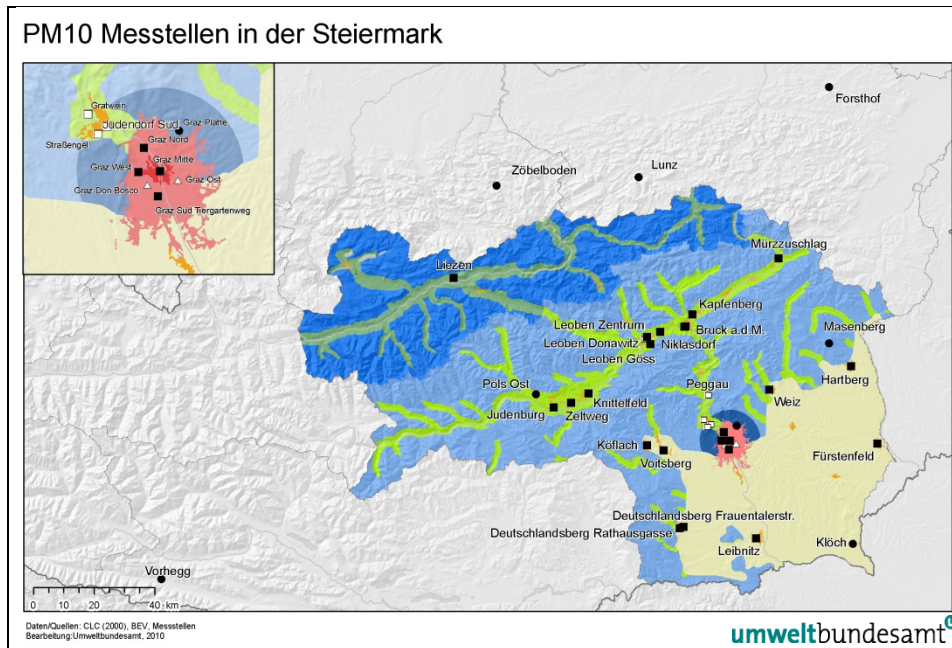 PM10 Messtellen in der Steiermark
Gratwein
Judendorf Süd
Graz Platte
Straßengel
Graz Nord
Graz West
Graz Mitte
Graz Don Bosco
Graz Ost
Graz Süd Tiergartenweg
Forsthof
Zöbelboden
Lunz
Mürzzuschlag
Liezen
Kapfenberg
Leoben Zentrum
Bruck a.d.M.
Masenberg
Leoben Donawitz
Niklasdorf
Leoben Göss
Hartberg
Pöls Ost
Peggau
Weiz
Judenburg
Zeltweg
Knittelfeld
Köflach
Voitsberg
Fürstenfeld
Deutschlandsberg Frauentalerstr.
Deutschlandsberg Rathausgasse
Leibnitz
Klöch
Vorhegg
0 10 20 40 km
Daten/Quellen: CLC (2000), BEV, Messstellen
Bearbeitung:Umweltbundesamt, 2010
umweltbundesamt